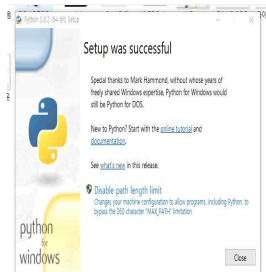 Python 3.8.2 (64-bit) Setup
Setup was successful
Special thanks to Mark Hammond, without whose years of
freely shared Windows expertise, Python for Windows would
still be Python for DOS.
New to Python? Start with the online tutorial and
documentation.
See what's new in this release.
Disable path length limit
Changes your machine configuration to allow programs, including Python, to
bypass the 260 character "MAX_PATH" limitation.
python
for
windows
Close